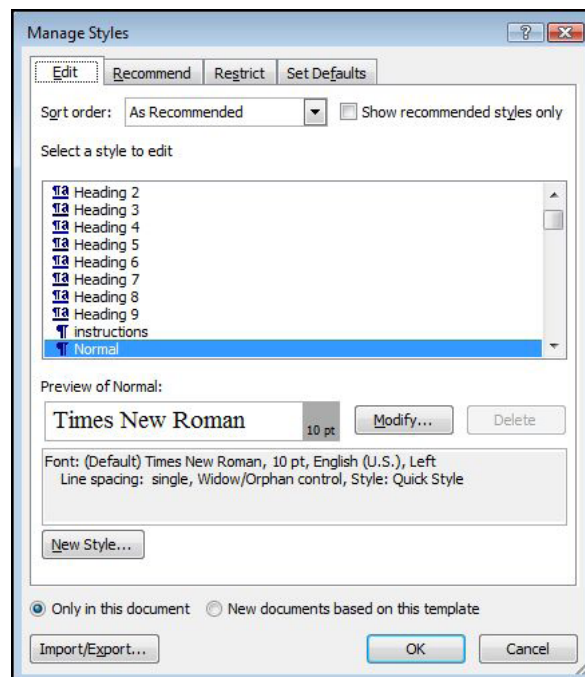 Manage Styles
Edit Recommend Restrict Set Defaults
Sort order: As Recommended Show recommended styles only
Select a style to edit
¶a Heading 2
¶a Heading 3
¶a Heading 4
¶a Heading 5
¶a Heading 6
¶a Heading 7
¶a Heading 8
¶a Heading 9
¶ instructions
¶ Normal
Preview of Normal:
Times New Roman 10 pt Modify... Delete
Font: (Default) Times New Roman, 10 pt, English (U.S.), Left
Line spacing: single, Widow/Orphan control, Style: Quick Style
New Style...
Only in this document New documents based on this template
Import/Export... OK Cancel